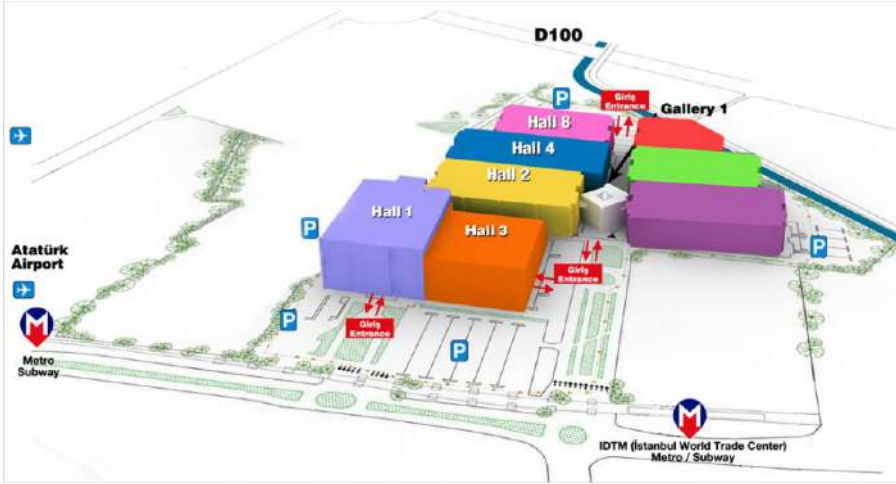 D100
P
Giriş
Entrance
Gallery 1
Hall 8
Hall 4
Hall 2
Hall 1
Hall 3
P
P
Atatürk
Airport
Giriş
Entrance
Giriş
Entrance
P
P
M
Metro
Subway
M
IDTM (İstanbul World Trade Center)
Metro / Subway